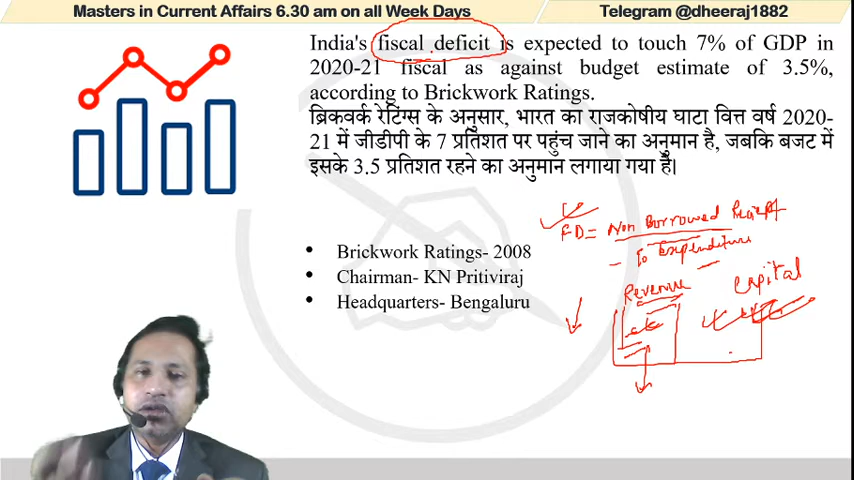 Masters in Current Affairs 6.30 am on all Week Days
Telegram @dheeraj1882
India's fiscal deficit is expected to touch 7% of GDP in
2020-21 fiscal as against budget estimate of 3.5%,
according to Brickwork Ratings.
ब्रिकवर्क रेटिंग्स के अनुसार, भारत का राजकोषीय घाटा वित्त वर्ष 2020-
21 में जीडीपी के 7 प्रतिशत पर पहुंच जाने का अनुमान है, जबकि बजट में
इसके 3.5 प्रतिशत रहने का अनुमान लगाया गया है।
FD = Non Borrowed Receipt
- To Expenditure
Revenue
Capital
• Brickwork Ratings- 2008
• Chairman- KN Pritiviraj
• Headquarters- Bengaluru